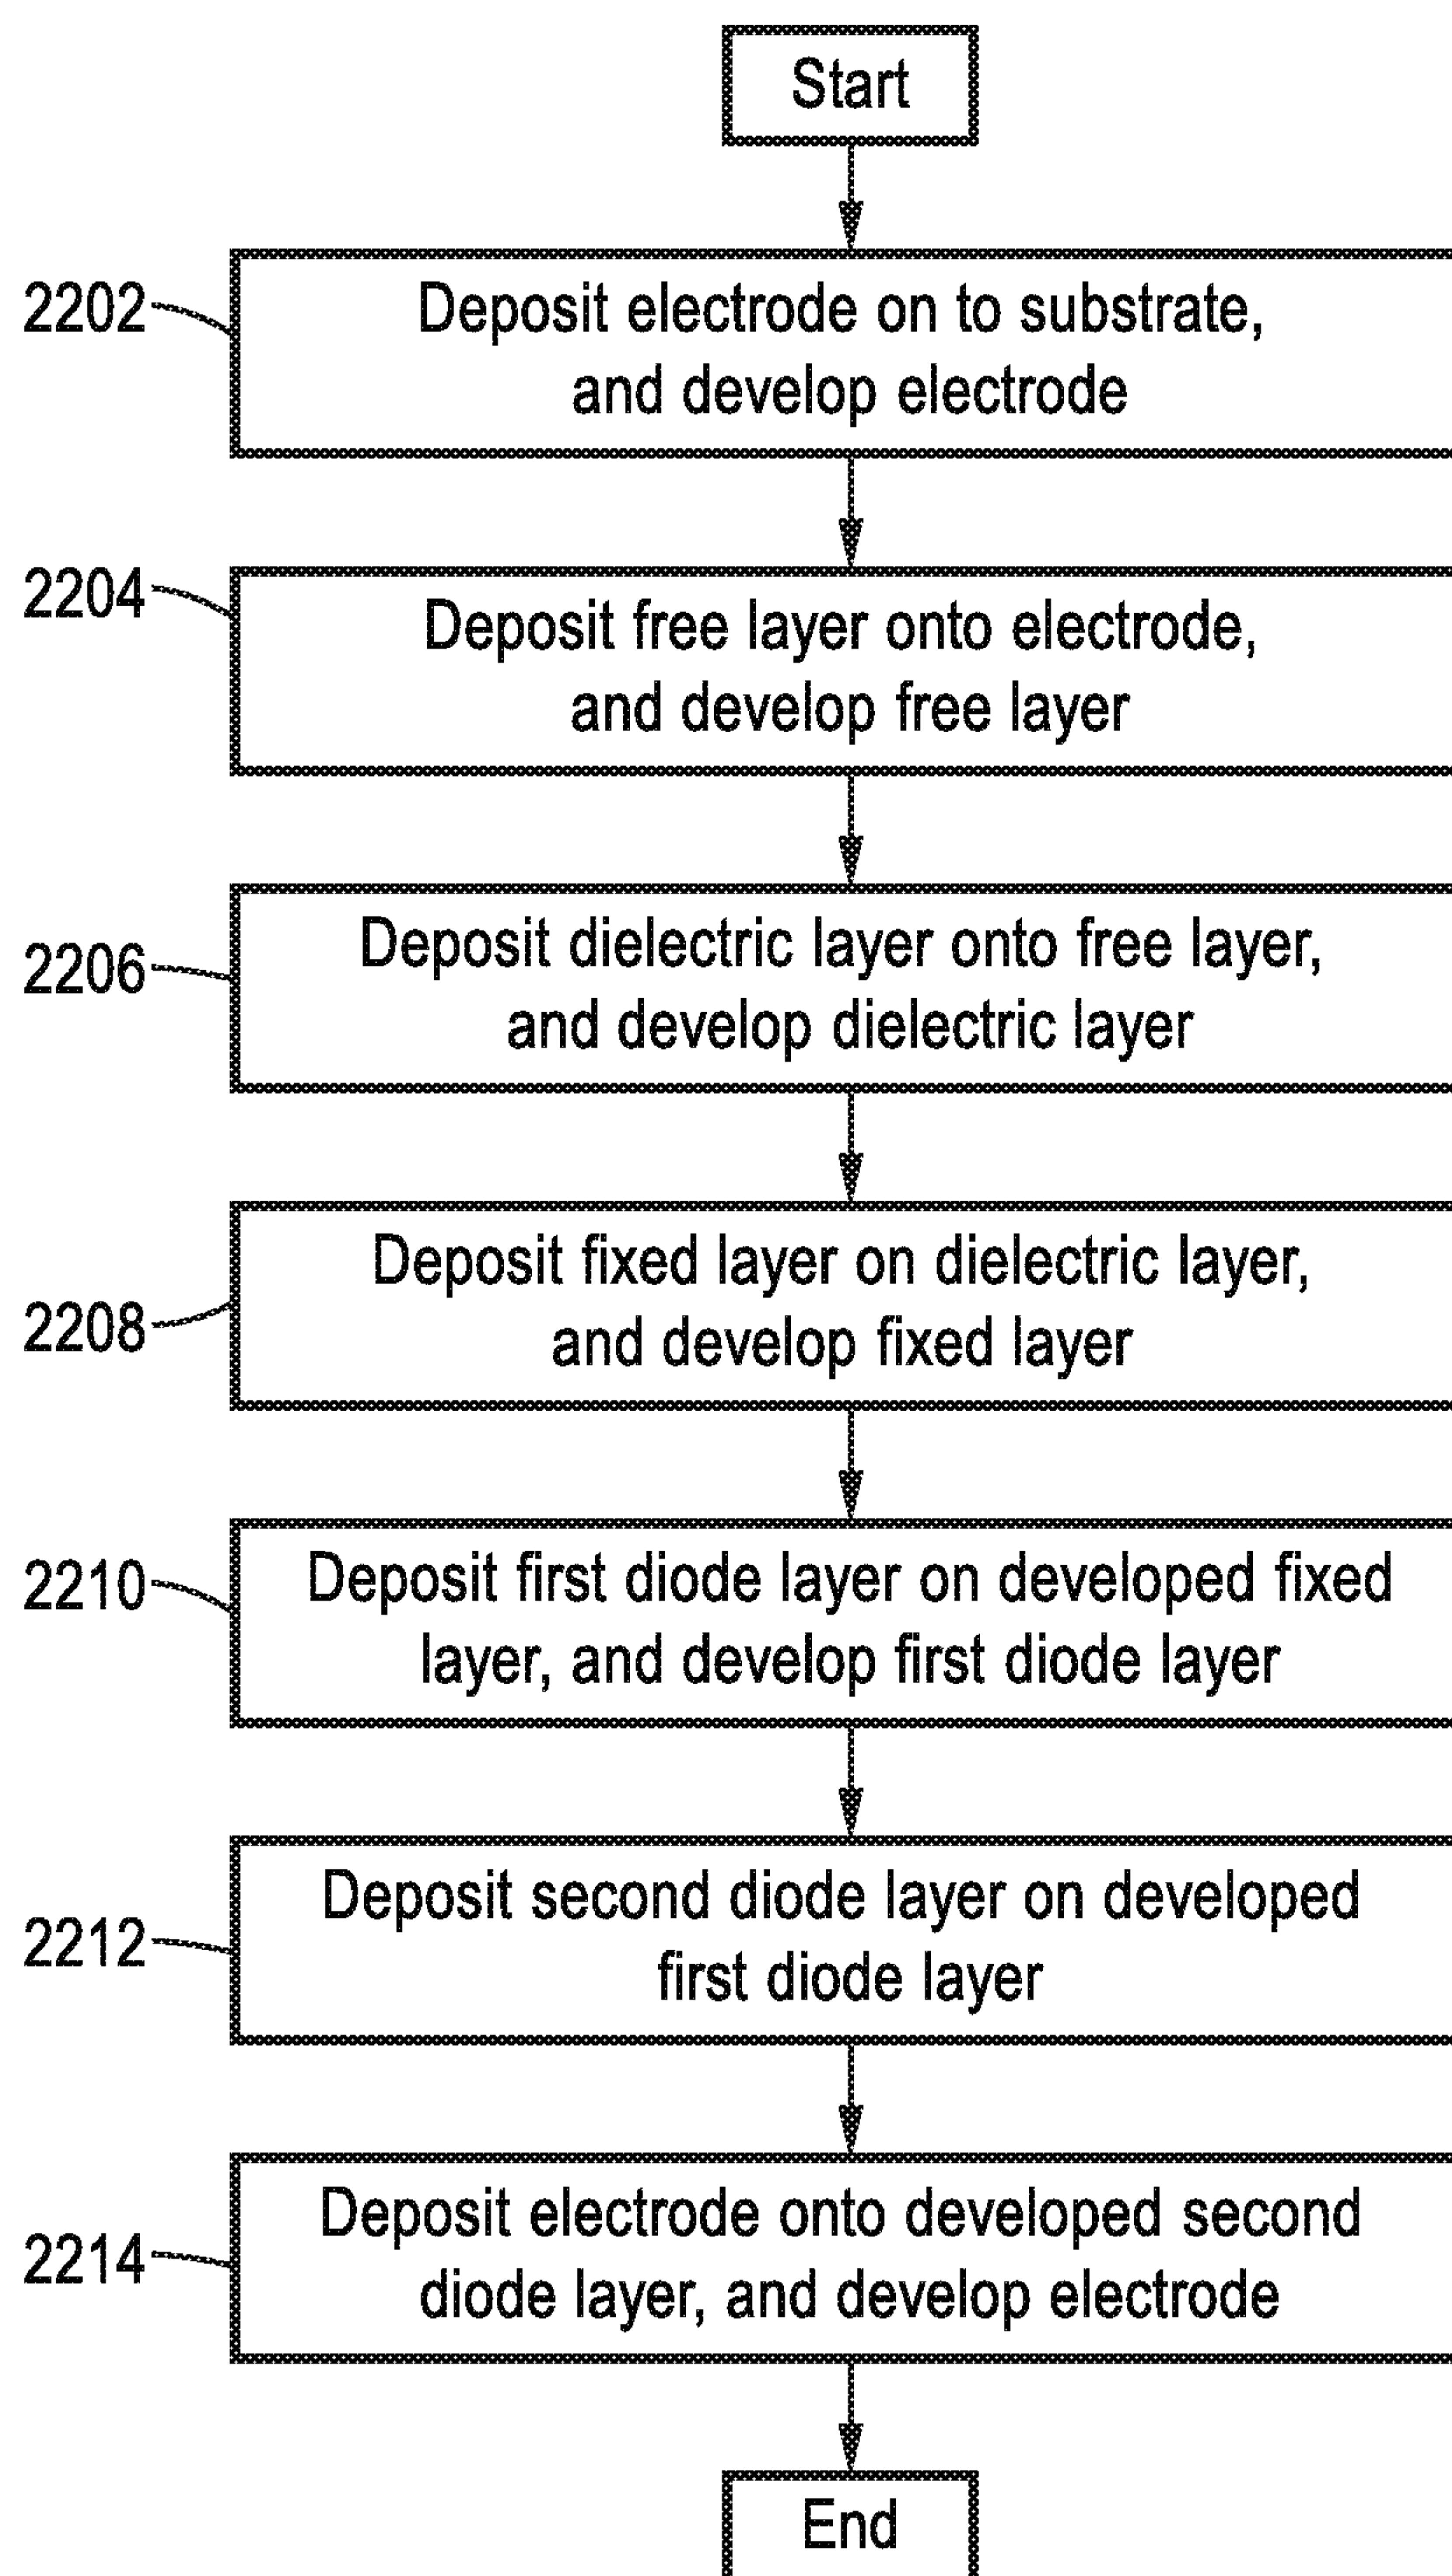 Start
2202
Deposit electrode on to substrate,
and develop electrode
2204
Deposit free layer onto electrode,
and develop free layer
2206
Deposit dielectric layer onto free layer,
and develop dielectric layer
2208
Deposit fixed layer on dielectric layer,
and develop fixed layer
2210
Deposit first diode layer on developed fixed
layer, and develop first diode layer
2212
Deposit second diode layer on developed
first diode layer
2214
Deposit electrode onto developed second
diode layer, and develop electrode
End